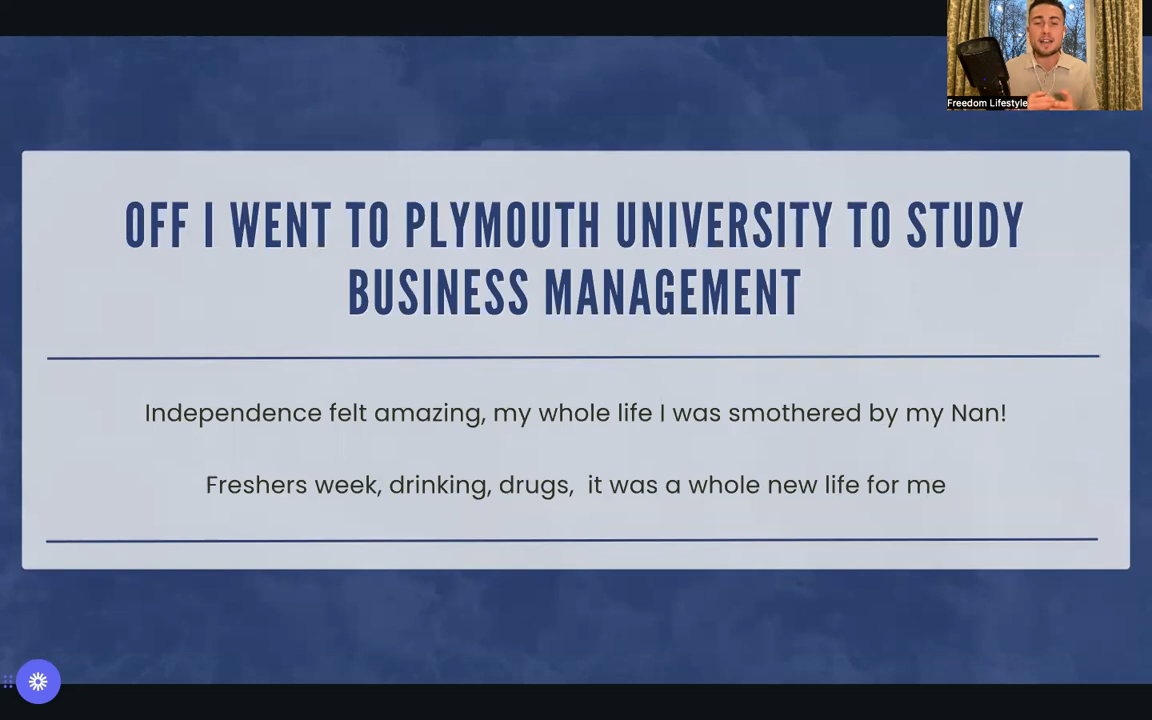 Freedom Lifestyle
OFF I WENT TO PLYMOUTH UNIVERSITY TO STUDY
BUSINESS MANAGEMENT
Independence felt amazing, my whole life I was smothered by my Nan!
Freshers week, drinking, drugs,  it was a whole new life for me